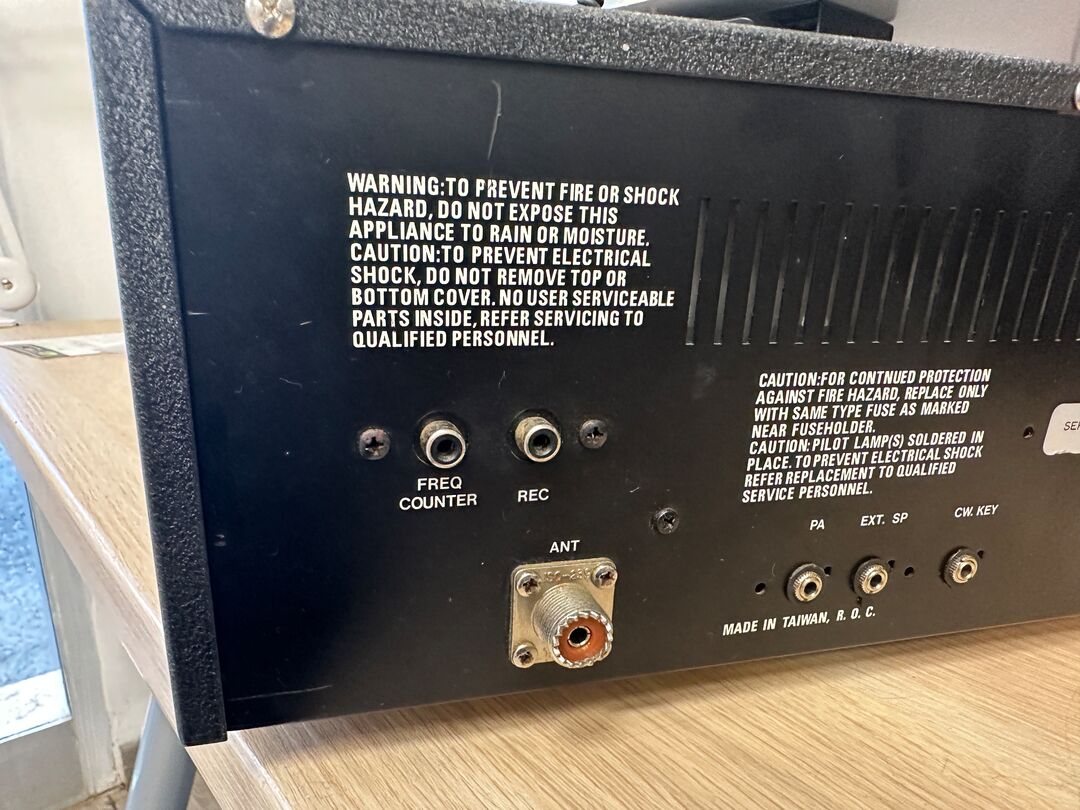 WARNING:TO PREVENT FIRE OR SHOCK
HAZARD, DO NOT EXPOSE THIS
APPLIANCE TO RAIN OR MOISTURE.
CAUTION:TO PREVENT ELECTRICAL
SHOCK, DO NOT REMOVE TOP OR
BOTTOM COVER. NO USER SERVICEABLE
PARTS INSIDE, REFER SERVICING TO
QUALIFIED PERSONNEL.
CAUTION:FOR CONTNUED PROTECTION
AGAINST FIRE HAZARD, REPLACE ONLY
WITH SAME TYPE FUSE AS MARKED
NEAR FUSEHOLDER.
CAUTION: PILOT LAMP(S) SOLDERED IN
PLACE. TO PREVENT ELECTRICAL SHOCK
REFER REPLACEMENT TO QUALIFIED
SERVICE PERSONNEL.
FREQ
COUNTER
REC
PA
EXT. SP
CW. KEY
ANT
MADE IN TAIWAN, R. O. C.